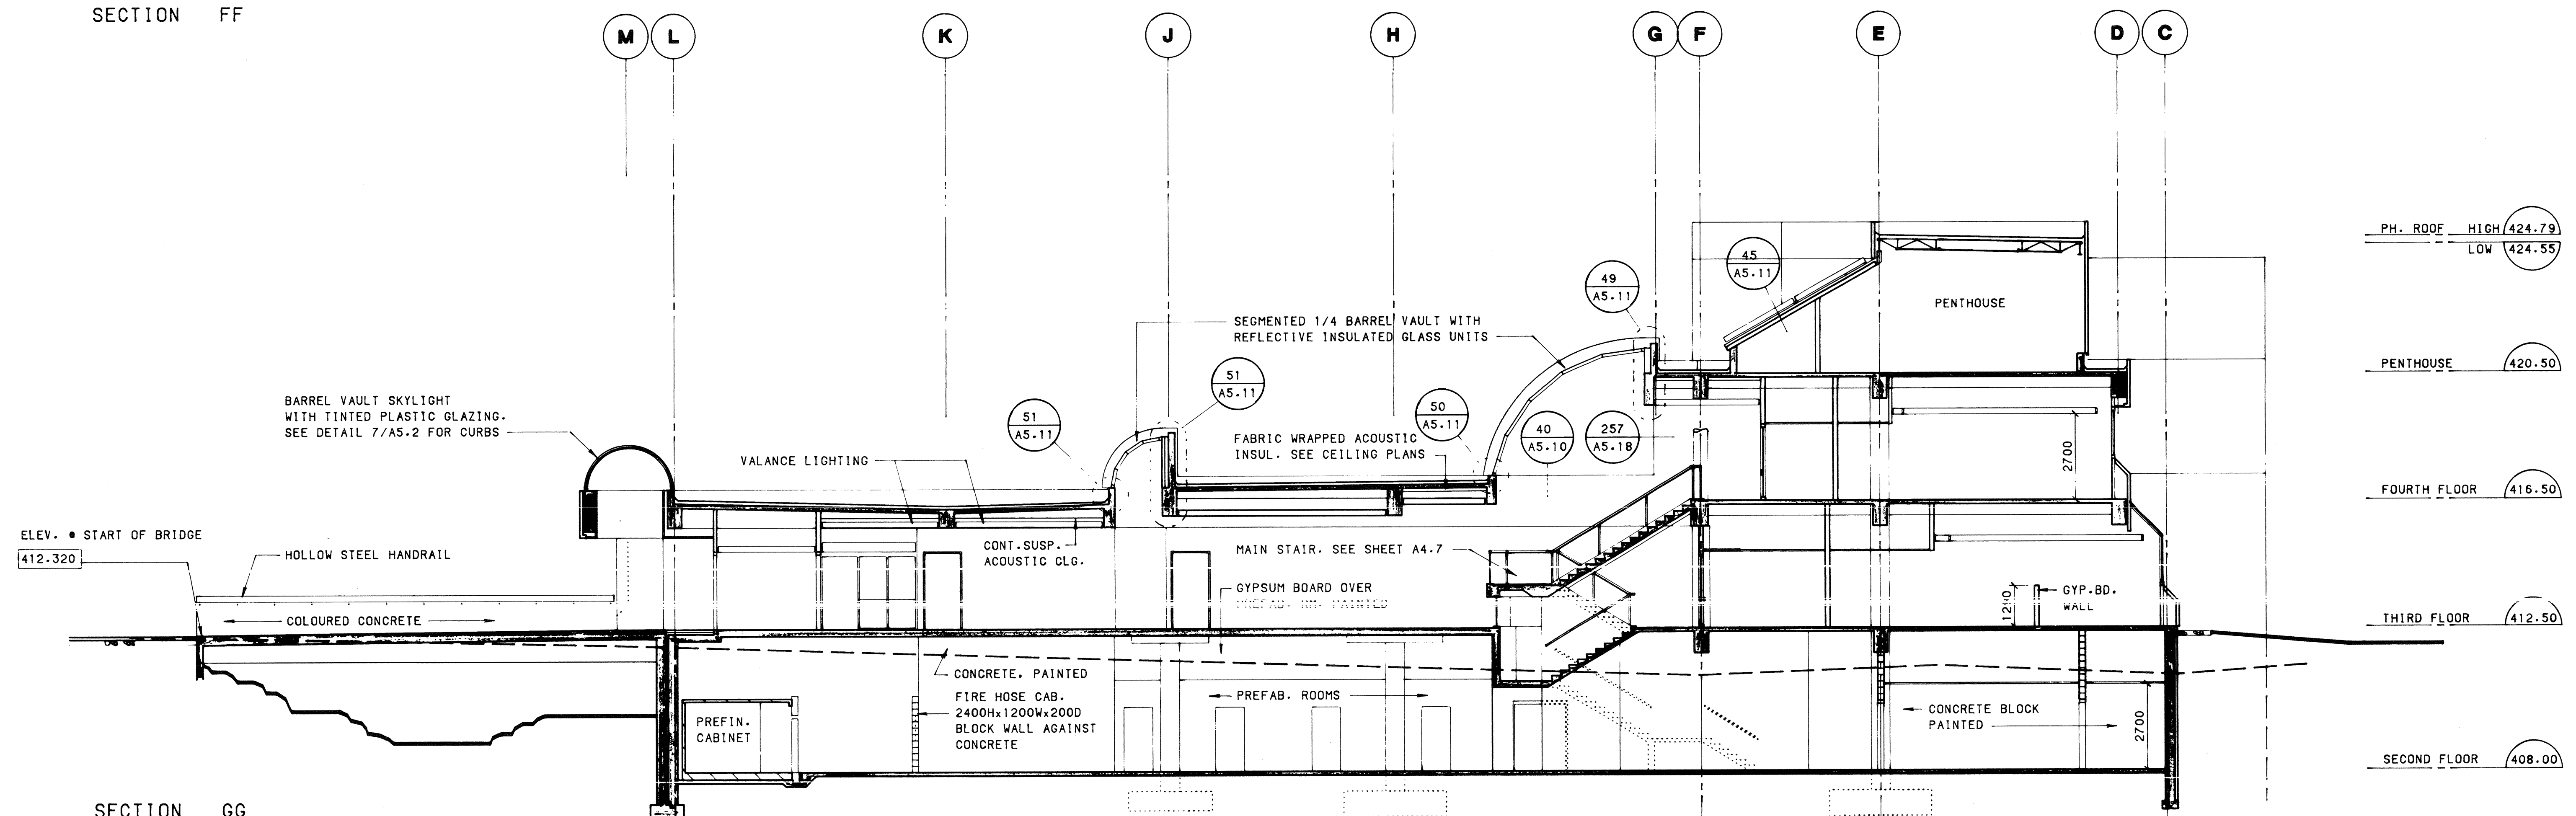 SECTION FF
M
L
K
J
H
G
F
E
D
C
PH. ROOF HIGH 424.79
LOW 424.55
45
A5.11
49
A5.11
PENTHOUSE
SEGMENTED 1/4 BARREL VAULT WITH
REFLECTIVE INSULATED GLASS UNITS
PENTHOUSE 420.50
51
A5.11
BARREL VAULT SKYLIGHT
WITH TINTED PLASTIC GLAZING.
SEE DETAIL 7/A5.2 FOR CURBS
51
A5.11
50
A5.11
40
A5.10
257
A5.18
FABRIC WRAPPED ACOUSTIC
INSUL. SEE CEILING PLANS
VALANCE LIGHTING
2700
FOURTH FLOOR 416.50
ELEV. • START OF BRIDGE
412.320
HOLLOW STEEL HANDRAIL
CONT.SUSP.
ACOUSTIC CLG.
MAIN STAIR. SEE SHEET A4.7
GYPSUM BOARD OVER
PREFAB. RM. PAINTED
GYP.BD.
WALL
COLOURED CONCRETE
THIRD FLOOR 412.50
CONCRETE. PAINTED
FIRE HOSE CAB.
2400Hx1200Wx200D
BLOCK WALL AGAINST
CONCRETE
PREFAB. ROOMS
PREFIN.
CABINET
CONCRETE BLOCK
PAINTED
2700
SECOND FLOOR 408.00
SECTION GG